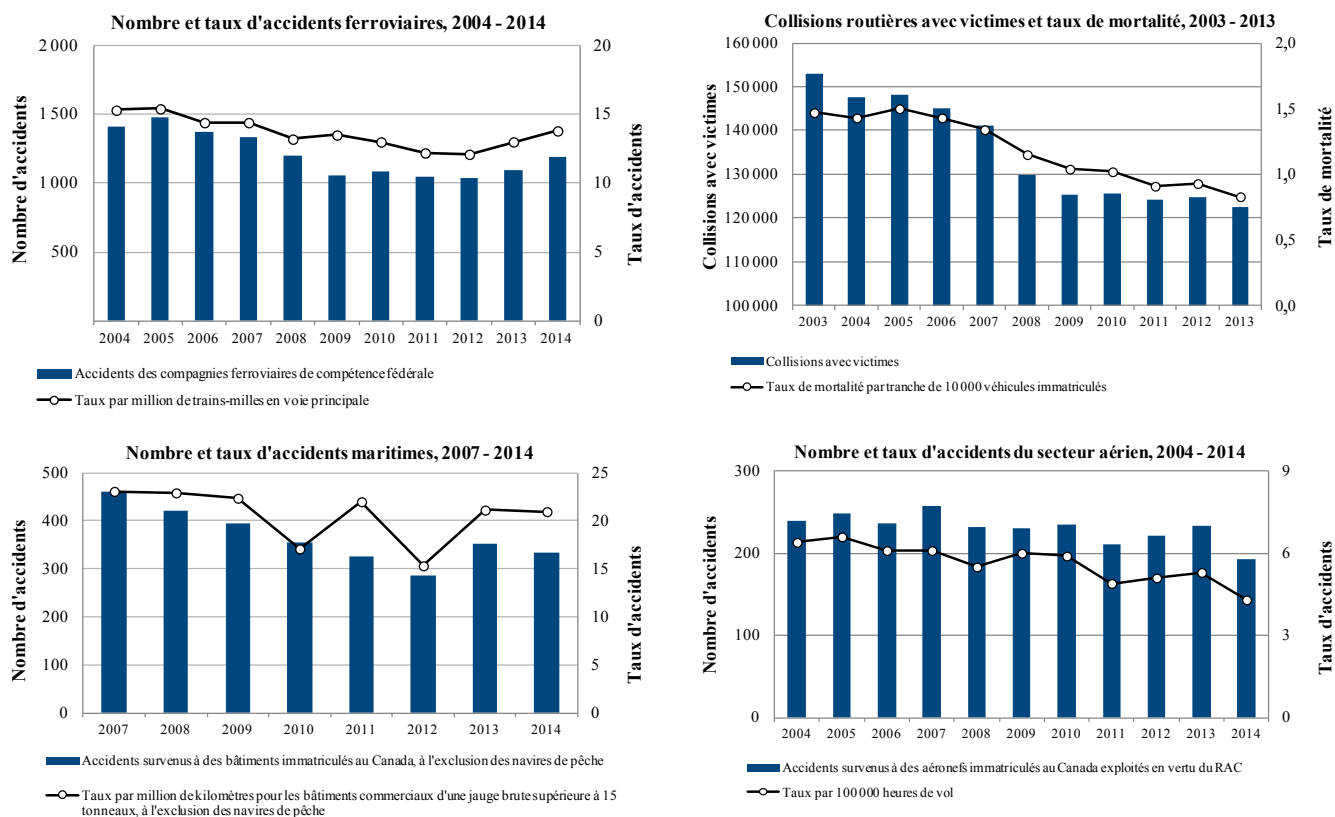 Nombre et taux d'accidents ferroviaires, 2004 - 2014
2 000
1 500
1 000
500
20
15
10
5
0
Nombre d'accidents
Taux d'accidents
2004 2005 2006 2007 2008 2009 2010 2011 2012 2013 2014
Accidents des compagnies ferroviaires de compétence fédérale
Taux par million de trains-milles en voie principale
Collisions routières avec victimes et taux de mortalité, 2003 - 2013
160 000
150 000
140 000
130 000
120 000
110 000
100 000
2,0
1,5
1,0
0,5
0,0
Collisions avec victimes
Taux de mortalité
2003 2004 2005 2006 2007 2008 2009 2010 2011 2012 2013
Collisions avec victimes
Taux de mortalité par tranche de 10 000 véhicules immatriculés
Nombre et taux d'accidents maritimes, 2007 - 2014
500
400
300
200
100
0
25
20
15
10
5
0
Nombre d'accidents
Taux d'accidents
2007 2008 2009 2010 2011 2012 2013 2014
Accidents survenus à des bâtiments immatriculés au Canada, à l'exclusion des navires de pêche
Taux par million de kilomètres pour les bâtiments commerciaux d'une jauge brute supérieure à 15
tonneaux, à l'exclusion des navires de pêche
Nombre et taux d'accidents du secteur aérien, 2004 - 2014
300
200
100
0
9
6
3
0
Nombre d'accidents
Taux d'accidents
2004 2005 2006 2007 2008 2009 2010 2011 2012 2013 2014
Accidents survenus à des aéronefs immatriculés au Canada exploités en vertu du RAC
Taux par 100 000 heures de vol